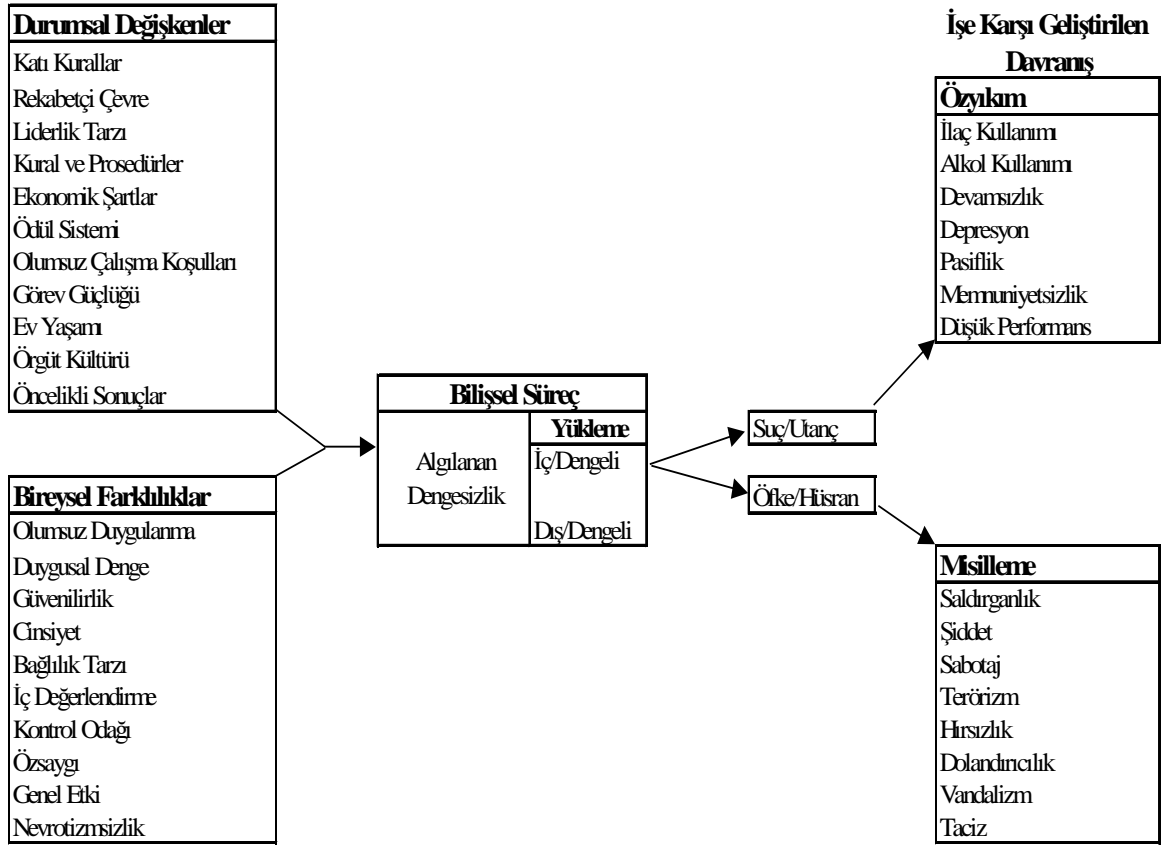 Durumsal Değişkenler
Katı Kurallar
Rekabetçi Çevre
Liderlik Tarzı
Kural ve Prosedürler
Ekonomik Şartlar
Ödül Sistemi
Olumsuz Çalışma Koşulları
Görev Güçlüğü
Ev Yaşamı
Örgüt Kültürü
Öncelikli Sonuçlar
Bireysel Farklılıklar
Olumsuz Duygulanma
Duygusal Denge
Güvenilirlik
Cinsiyet
Bağlılık Tarzı
İç Değerlendirme
Kontrol Odağı
Özsaygı
Genel Etki
Nevrotizmsizlik
Bilişsel Süreç
Algılanan
Dengesizlik
Yükleme
İç/Dengeli
Dış/Dengeli
Suç/Utanç
Öfke/Hüsran
İşe Karşı Geliştirilen
Davranış
Özyıkım
İlaç Kullanımı
Alkol Kullanımı
Devamsızlık
Depresyon
Pasiflik
Memnuniyetsizlik
Düşük Performans
Misilleme
Saldırganlık
Şiddet
Sabotaj
Terörizm
Hırsızlık
Dolandırıcılık
Vandalizm
Taciz